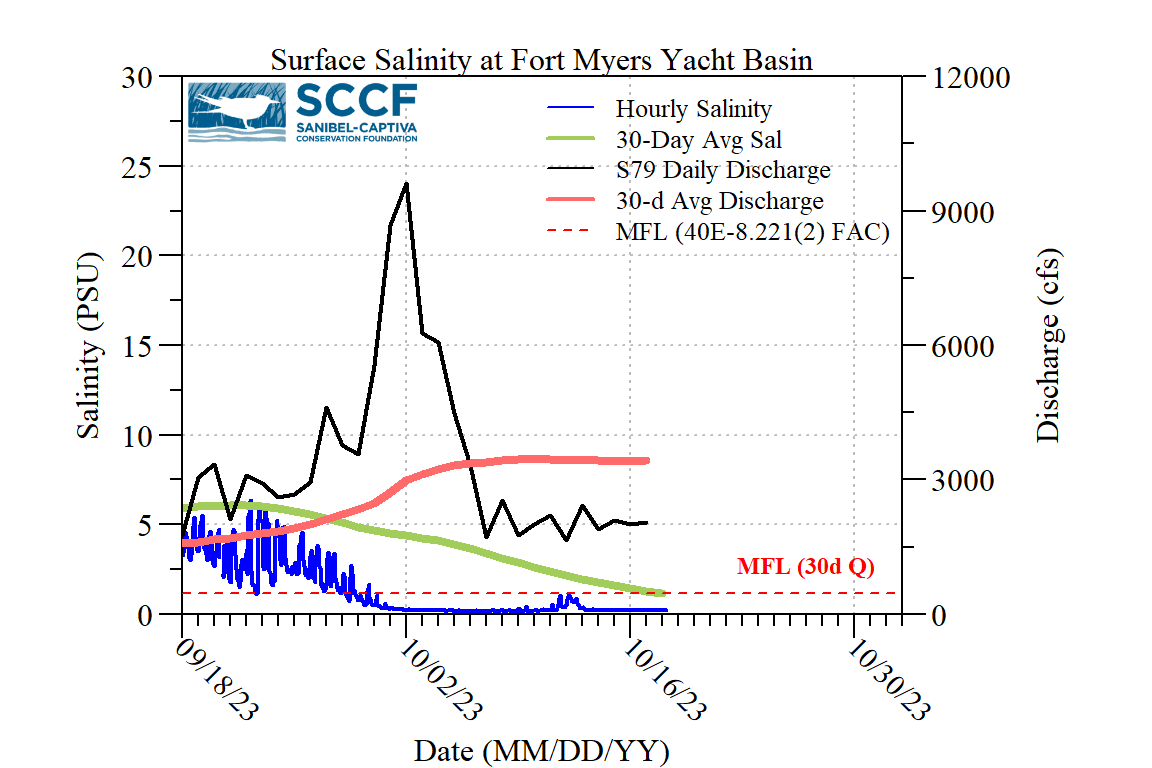 Surface Salinity at Fort Myers Yacht Basin
SCCF
SANIBEL-CAPTIVA
CONSERVATION FOUNDATION
Hourly Salinity
30-Day Avg Sal
S79 Daily Discharge
30-d Avg Discharge
MFL (40E-8.221(2) FAC)
Salinity (PSU)
30
25
20
15
10
5
0
12000
9000
6000
3000
0
Discharge (cfs)
MFL (30d Q)
09/18/23
10/02/23
10/16/23
10/30/23
Date (MM/DD/YY)